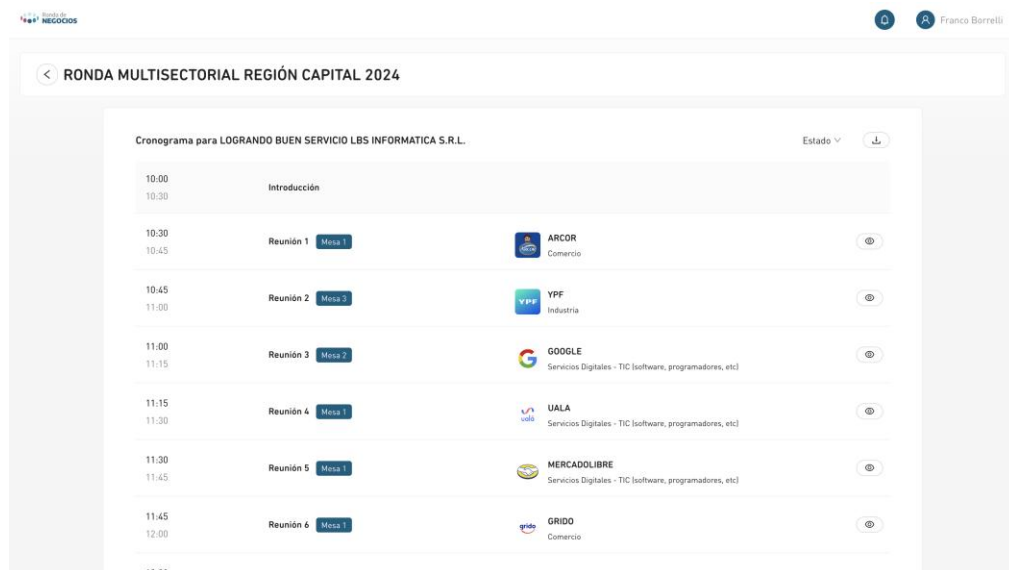 Ronda de
NEGOCIOS
Franco Borrelli
RONDA MULTISECTORIAL REGIÓN CAPITAL 2024
Cronograma para LOGRANDO BUEN SERVICIO LBS INFORMATICA S.R.L.
Estado
10:00
10:30
Introducción
10:30
10:45
Reunión 1 Mesa 1
ARCOR
ARCOR
Comercio
10:45
11:00
Reunión 2 Mesa 3
YPF
YPF
Industria
11:00
11:15
Reunión 3 Mesa 2
GOOGLE
Servicios Digitales - TIC (software, programadores, etc)
11:15
11:30
Reunión 4 Mesa 1
ualá
UALA
Servicios Digitales - TIC (software, programadores, etc)
11:30
11:45
Reunión 5 Mesa 1
MERCADOLIBRE
Servicios Digitales - TIC (software, programadores, etc)
11:45
12:00
Reunión 6 Mesa 1
grido
GRIDO
Comercio